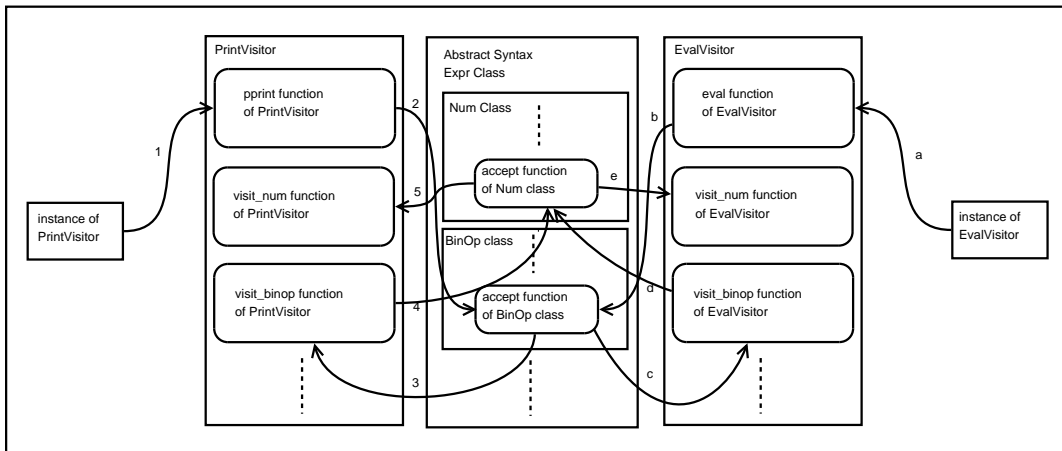 PrintVisitor
pprint function
of PrintVisitor
visit_num function
of PrintVisitor
visit_binop function
of PrintVisitor
instance of
PrintVisitor
1
2
5
4
3
Abstract Syntax
Expr Class
Num Class
accept function
of Num class
BinOp class
accept function
of BinOp class
EvalVisitor
eval function
of EvalVisitor
visit_num function
of EvalVisitor
visit_binop function
of EvalVisitor
instance of
EvalVisitor
a
b
e
d
c